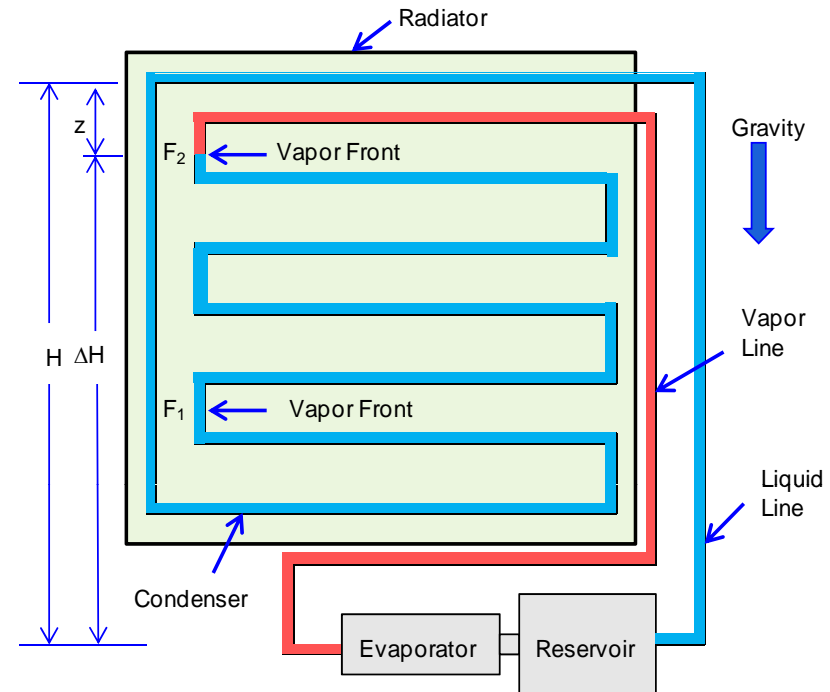 Radiator
z
Gravity
F₂
Vapor Front
H
ΔH
Vapor
Line
F₁
Vapor Front
Liquid
Line
Condenser
Evaporator
Reservoir